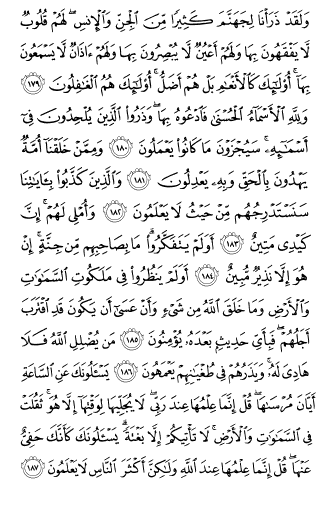 وَلَقَدْ ذَرَأْنَا لِجَهَنَّمَ كَثِيرًا مِّنَ ٱلْجِنِّ وَٱلْإِنسِ ۖ لَهُمْ قُلُوبٌ
لَّا يَفْقَهُونَ بِهَا وَلَهُمْ أَعْيُنٌ لَّا يُبْصِرُونَ بِهَا وَلَهُمْ ءَاذَانٌ لَّا يَسْمَعُونَ
بِهَآ ۚ أُو۟لَـٰٓئِكَ كَٱلْأَنْعَـٰمِ بَلْ هُمْ أَضَلُّ ۚ أُو۟لَـٰٓئِكَ هُمُ ٱلْغَـٰفِلُونَ ١٧٩
وَلِلَّهِ ٱلْأَسْمَآءُ ٱلْحُسْنَىٰ فَٱدْعُوهُ بِهَا ۖ وَذَرُوا۟ ٱلَّذِينَ يُلْحِدُونَ فِىٓ
أَسْمَـٰٓئِهِۦ ۚ سَيُجْزَوْنَ مَا كَانُوا۟ يَعْمَلُونَ ١٨٠ وَمِمَّنْ خَلَقْنَآ أُمَّةٌ
يَهْدُونَ بِٱلْحَقِّ وَبِهِۦ يَعْدِلُونَ ١٨١ وَٱلَّذِينَ كَذَّبُوا۟ بِـَٔايَـٰتِنَا
سَنَسْتَدْرِجُهُم مِّنْ حَيْثُ لَا يَعْلَمُونَ ١٨٢ وَأُمْلِى لَهُمْ ۚ إِنَّ
كَيْدِى مَتِينٌ ١٨٣ أَوَلَمْ يَتَفَكَّرُوا۟ ۗ مَا بِصَاحِبِهِم مِّن جِنَّةٍ ۚ إِنْ
هُوَ إِلَّا نَذِيرٌ مُّبِينٌ ١٨٤ أَوَلَمْ يَنظُرُوا۟ فِى مَلَكُوتِ ٱلسَّمَـٰوَٰتِ
وَٱلْأَرْضِ وَمَا خَلَقَ ٱللَّهُ مِن شَىْءٍ وَأَنْ عَسَىٰٓ أَن يَكُونَ قَدِ ٱقْتَرَبَ
أَجَلُهُمْ ۖ فَبِأَىِّ حَدِيثٍۭ بَعْدَهُۥ يُؤْمِنُونَ ١٨٥ مَن يُضْلِلِ ٱللَّهُ فَلَا
هَادِىَ لَهُۥ ۚ وَيَذَرُهُمْ فِى طُغْيَـٰنِهِمْ يَعْمَهُونَ ١٨٦ يَسْـَٔلُونَكَ عَنِ ٱلسَّاعَةِ
أَيَّانَ مُرْسَىٰهَا ۖ قُلْ إِنَّمَا عِلْمُهَا عِندَ رَبِّى ۖ لَا يُجَلِّيهَا لِوَقْتِهَآ إِلَّا هُوَ ۚ ثَقُلَتْ
فِى ٱلسَّمَـٰوَٰتِ وَٱلْأَرْضِ ۚ لَا تَأْتِيكُمْ إِلَّا بَغْتَةً ۗ يَسْـَٔلُونَكَ كَأَنَّكَ حَفِىٌّ
عَنْهَا ۖ قُلْ إِنَّمَا عِلْمُهَا عِندَ ٱللَّهِ وَلَـٰكِنَّ أَكْثَرَ ٱلنَّاسِ لَا يَعْلَمُونَ ١٨٧